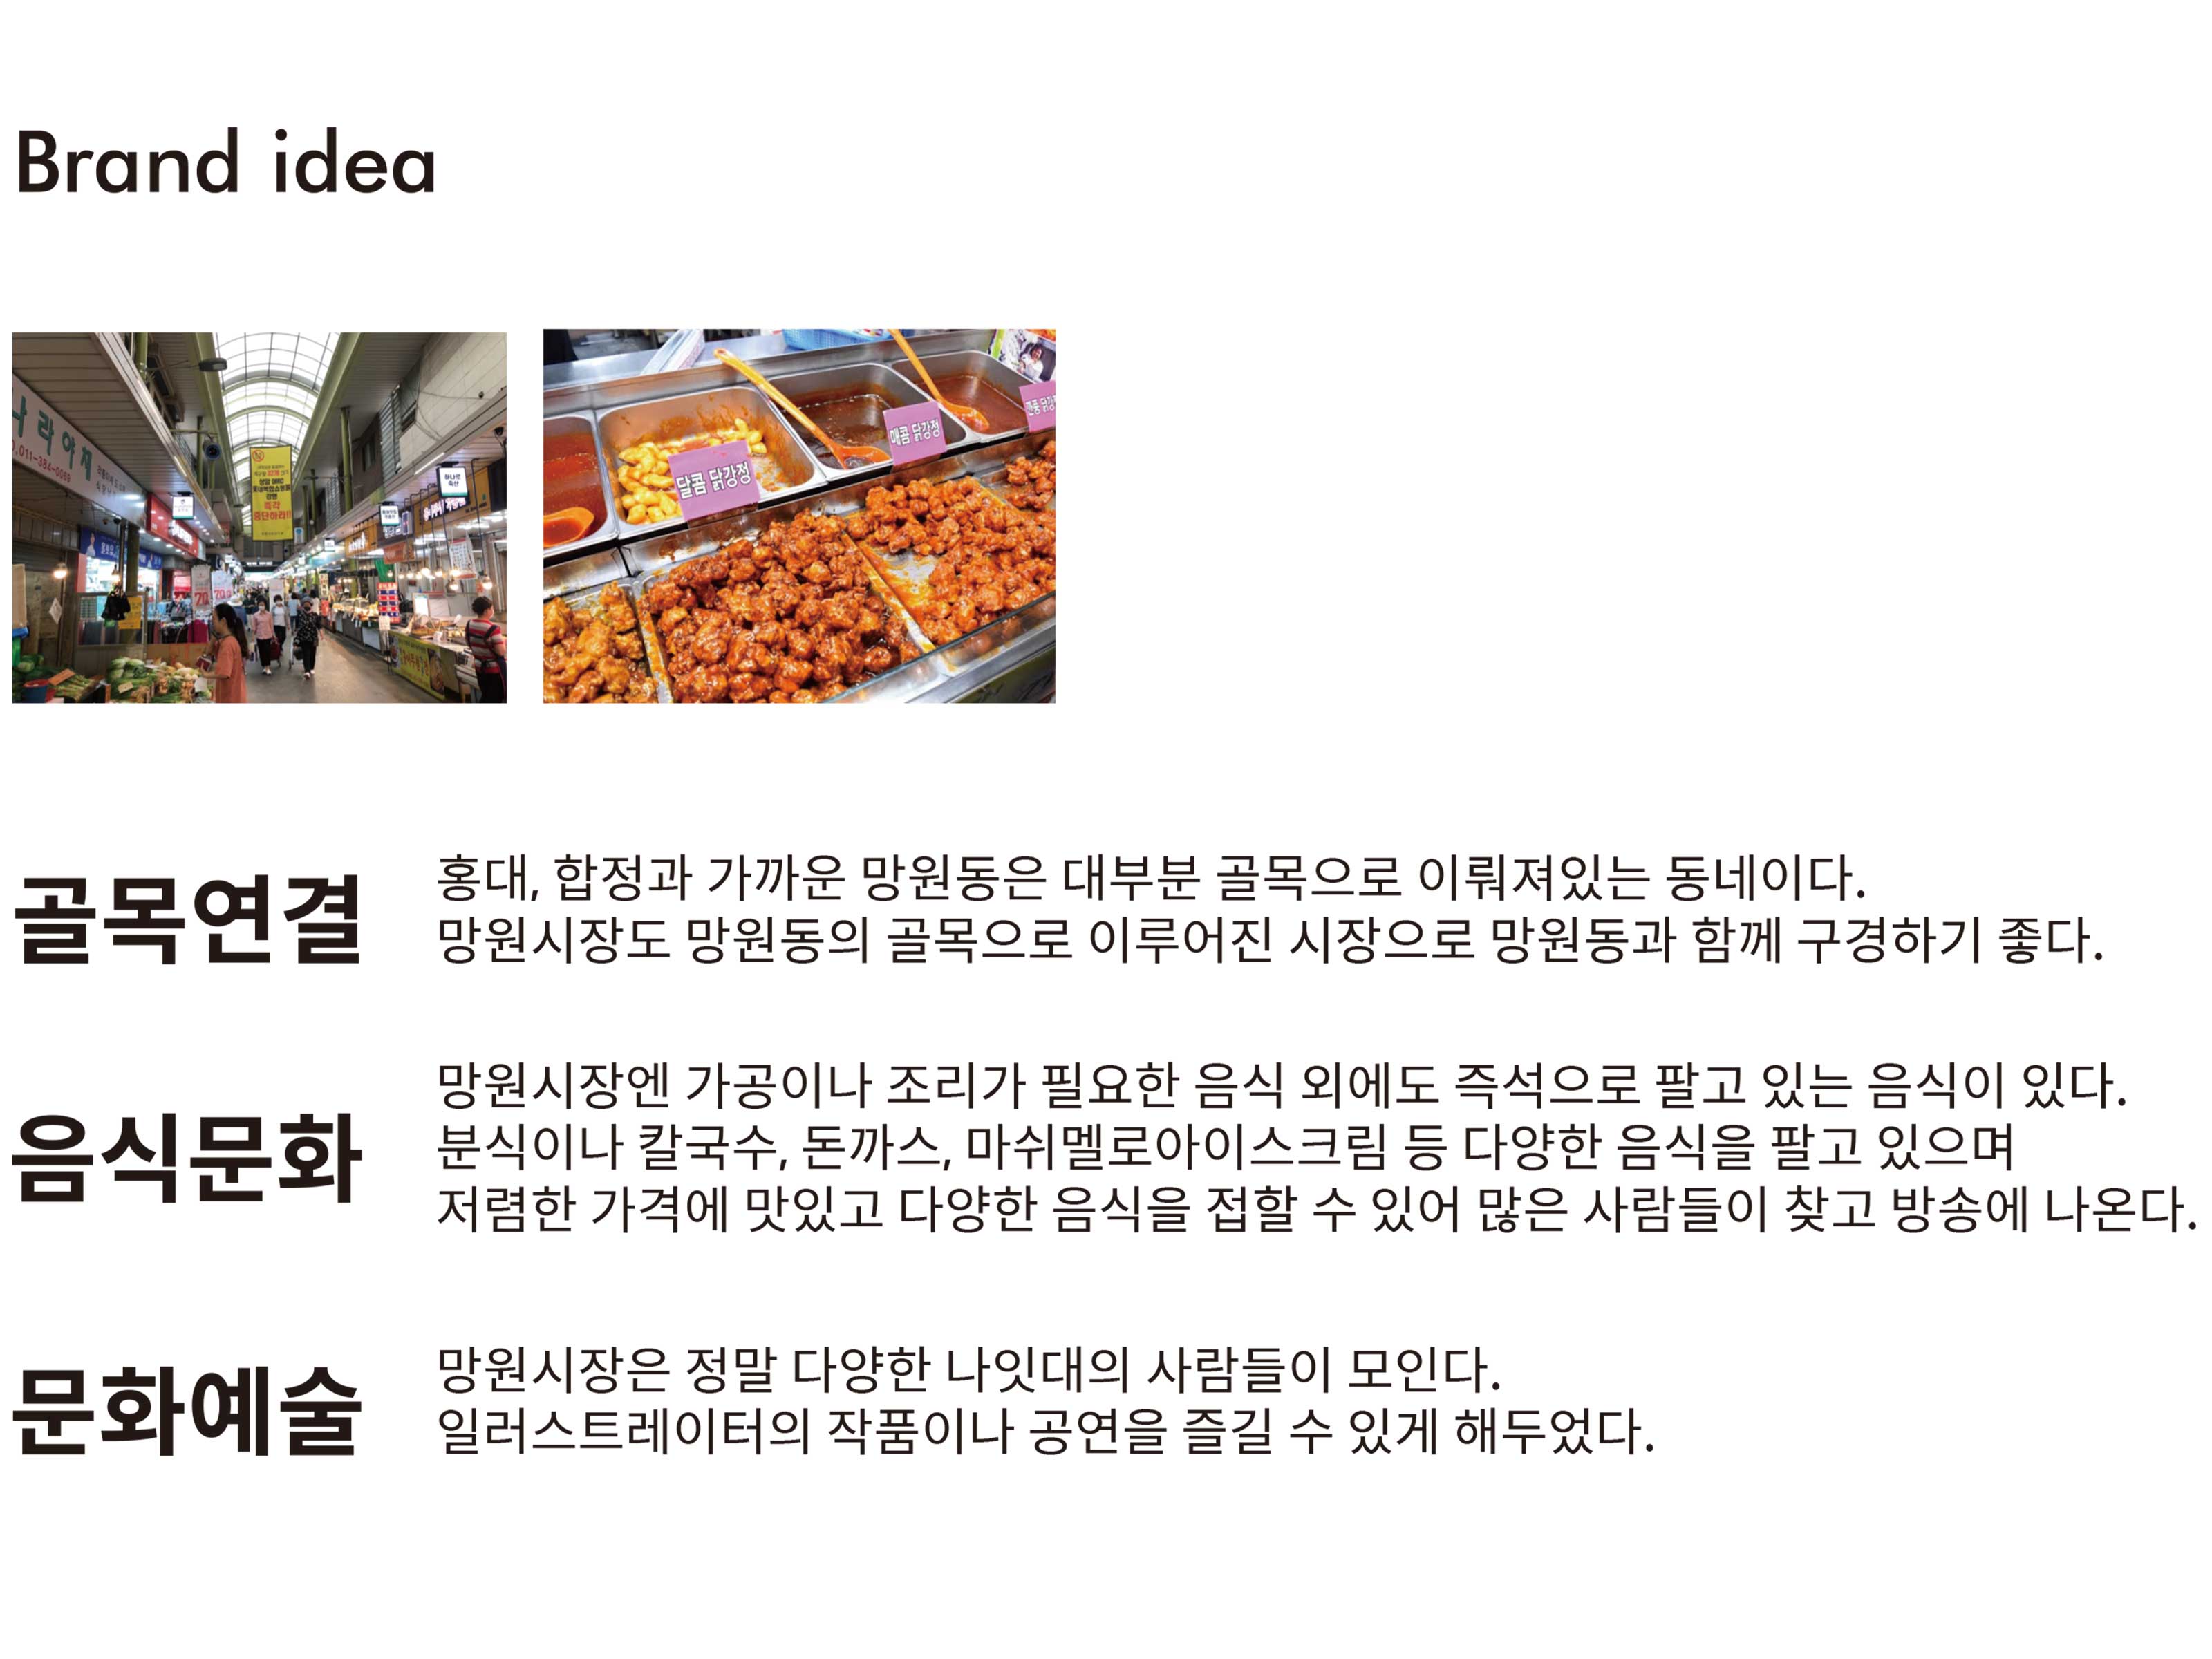 Brand idea
나라야채
011-384-0069
달콤 닭강정
매콤 닭강정
골목연결
홍대, 합정과 가까운 망원동은 대부분 골목으로 이뤄져있는 동네이다.
망원시장도 망원동의 골목으로 이루어진 시장으로 망원동과 함께 구경하기 좋다.
음식문화
망원시장엔 가공이나 조리가 필요한 음식 외에도 즉석으로 팔고 있는 음식이 있다.
분식이나 칼국수, 돈까스, 마쉬멜로아이스크림 등 다양한 음식을 팔고 있으며
저렴한 가격에 맛있고 다양한 음식을 접할 수 있어 많은 사람들이 찾고 방송에 나온다.
문화예술
망원시장은 정말 다양한 나잇대의 사람들이 모인다.
일러스트레이터의 작품이나 공연을 즐길 수 있게 해두었다.